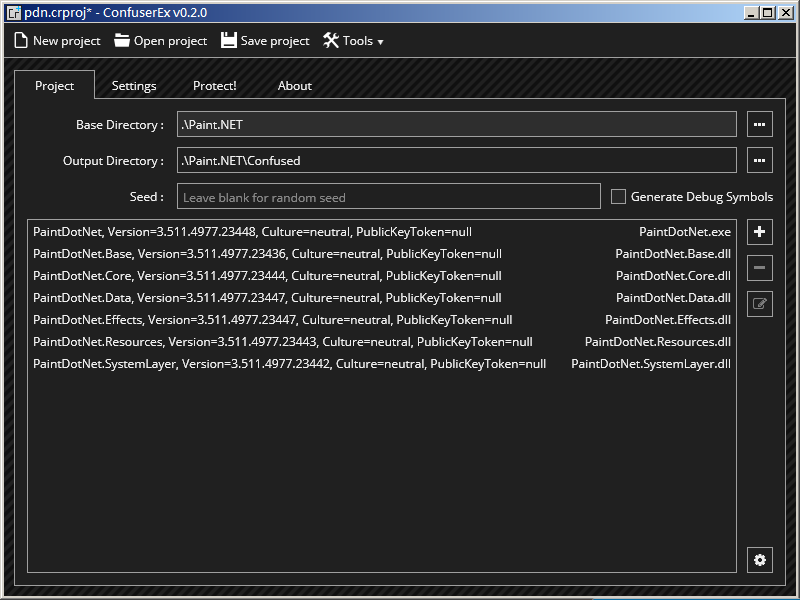 pdn.crproj* - ConfuserEx v0.2.0
New project Open project Save project Tools
Project Settings Protect! About
Base Directory : .\Paint.NET
Output Directory : .\Paint.NET\Confused
Seed : Leave blank for random seed Generate Debug Symbols
PaintDotNet, Version=3.511.4977.23448, Culture=neutral, PublicKeyToken=null PaintDotNet.exe
PaintDotNet.Base, Version=3.511.4977.23436, Culture=neutral, PublicKeyToken=null PaintDotNet.Base.dll
PaintDotNet.Core, Version=3.511.4977.23444, Culture=neutral, PublicKeyToken=null PaintDotNet.Core.dll
PaintDotNet.Data, Version=3.511.4977.23447, Culture=neutral, PublicKeyToken=null PaintDotNet.Data.dll
PaintDotNet.Effects, Version=3.511.4977.23447, Culture=neutral, PublicKeyToken=null PaintDotNet.Effects.dll
PaintDotNet.Resources, Version=3.511.4977.23443, Culture=neutral, PublicKeyToken=null PaintDotNet.Resources.dll
PaintDotNet.SystemLayer, Version=3.511.4977.23442, Culture=neutral, PublicKeyToken=null PaintDotNet.SystemLayer.dll